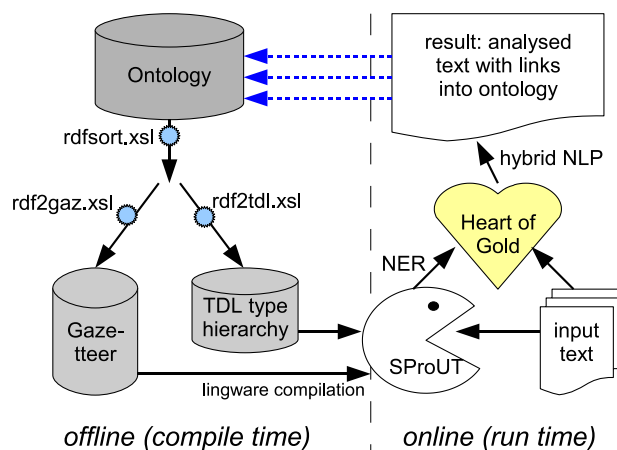 Ontology
result: analysed
text with links
into ontology
rdfsort.xsl
hybrid NLP
rdf2gaz.xsl
rdf2tdl.xsl
Heart of
Gold
NER
TDL type
hierarchy
Gaze-
tteer
SProUT
input
text
lingware compilation
offline (compile time)
online (run time)